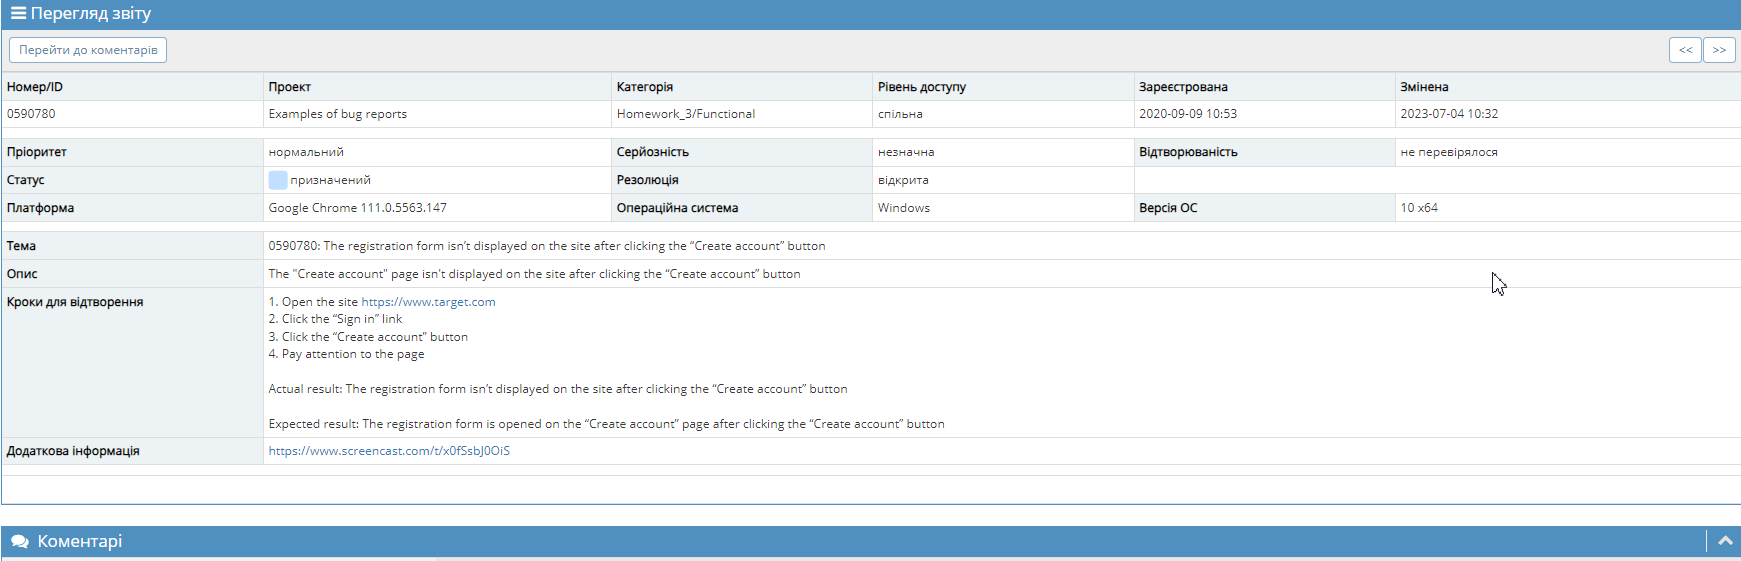 Перегляд звіту
Перейти до коментарів
<< >>
Номер/ID Проект Категорія Рівень доступу Зареєстрована Змінена
0590780 Examples of bug reports Homework_3/Functional спільна 2020-09-09 10:53 2023-07-04 10:32
Пріоритет нормальний Серйозність незначна Відтворюваність не перевірялося
Статус призначений Резолюція відкрита
Платформа Google Chrome 111.0.5563.147 Операційна система Windows Версія ОС 10 x64
Тема 0590780: The registration form isn’t displayed on the site after clicking the “Create account” button
Опис The "Create account" page isn't displayed on the site after clicking the “Create account” button
Кроки для відтворення 1. Open the site https://www.target.com
2. Click the “Sign in” link
3. Click the “Create account” button
4. Pay attention to the page
Actual result: The registration form isn’t displayed on the site after clicking the “Create account” button
Expected result: The registration form is opened on the “Create account” page after clicking the “Create account” button
Додаткова інформація https://www.screencast.com/t/x0fSsbJ0OiS
Коментарі